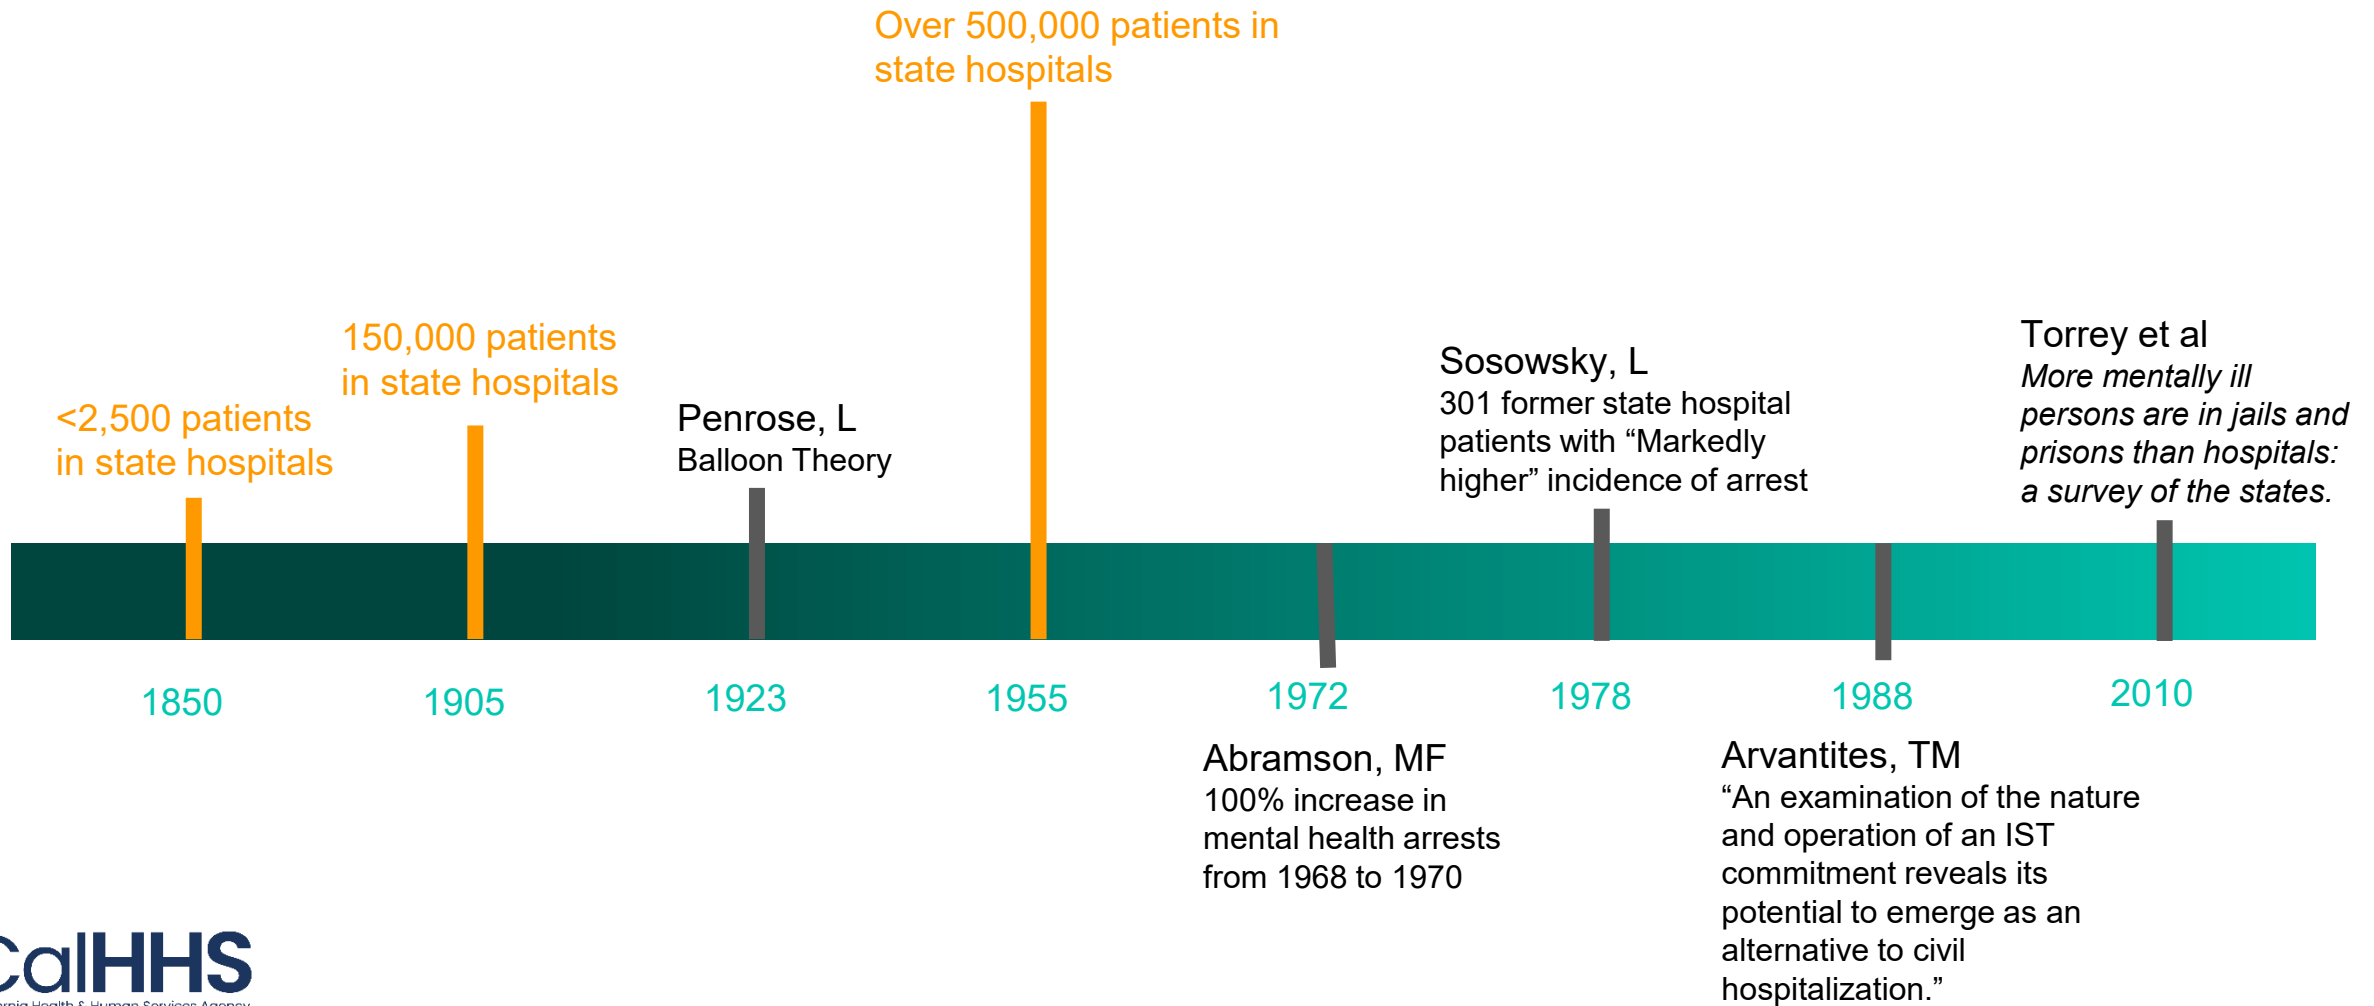 Over 500,000 patients in
state hospitals
150,000 patients
in state hospitals
<2,500 patients
in state hospitals
Penrose, L
Balloon Theory
Sosowsky, L
301 former state hospital
patients with “Markedly
higher” incidence of arrest
Torrey et al
More mentally ill
persons are in jails and
prisons than hospitals:
a survey of the states.
1850
1905
1923
1955
1972
1978
1988
2010
Abramson, MF
100% increase in
mental health arrests
from 1968 to 1970
Arvantites, TM
“An examination of the nature
and operation of an IST
commitment reveals its
potential to emerge as an
alternative to civil
hospitalization.”
CalHHS
Health & Human Services Agency